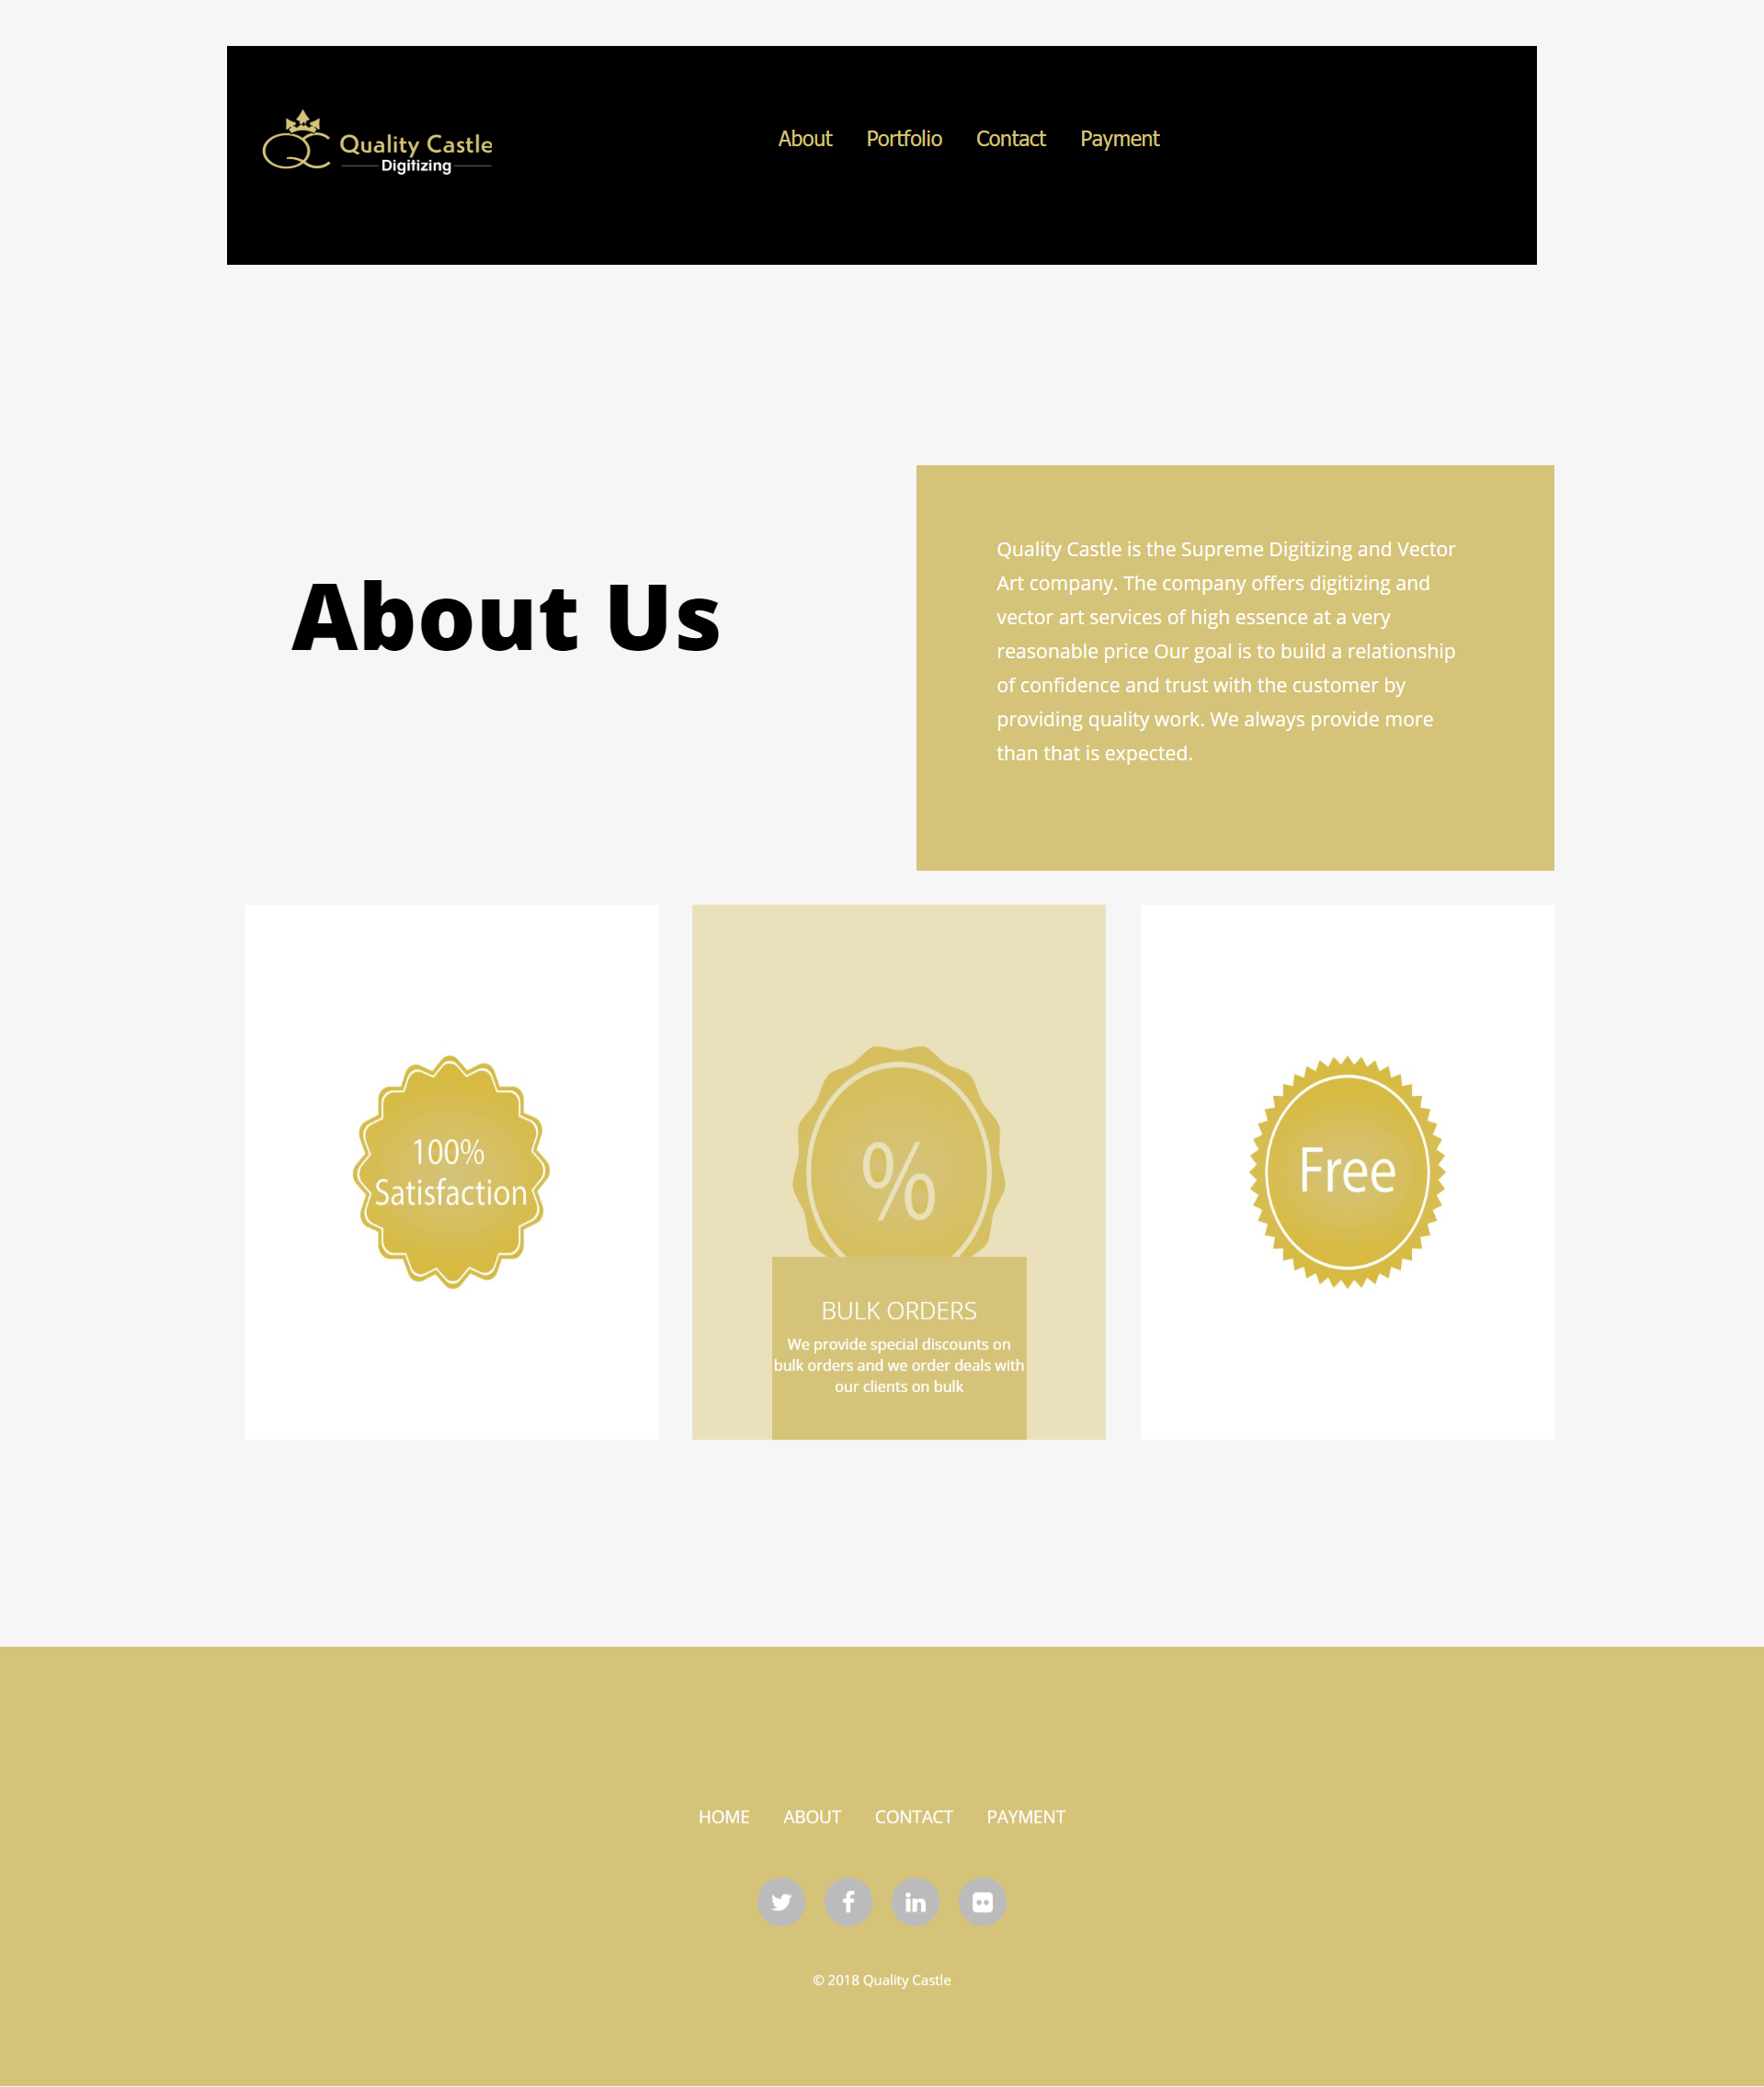 Quality Castle
Digitizing
About Portfolio Contact Payment
About Us
Quality Castle is the Supreme Digitizing and Vector
Art company. The company offers digitizing and
vector art services of high essence at a very
reasonable price Our goal is to build a relationship
of confidence and trust with the customer by
providing quality work. We always provide more
than that is expected.
100%
Satisfaction
%
BULK ORDERS
We provide special discounts on
bulk orders and we order deals with
our clients on bulk
Free
HOME ABOUT CONTACT PAYMENT
© 2018 Quality Castle